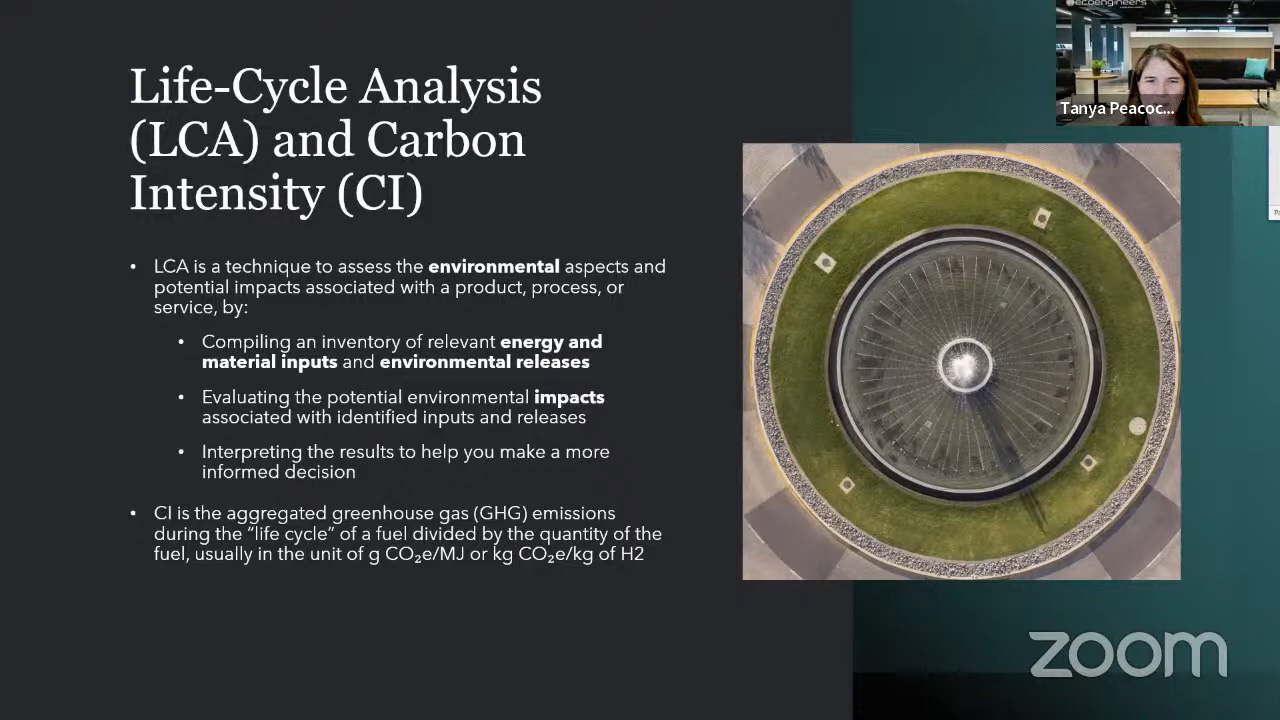 ecoengineers
Tanya Peacoc...
Life-Cycle Analysis
(LCA) and Carbon
Intensity (CI)
• LCA is a technique to assess the environmental aspects and
potential impacts associated with a product, process, or
service, by:
• Compiling an inventory of relevant energy and
material inputs and environmental releases
• Evaluating the potential environmental impacts
associated with identified inputs and releases
• Interpreting the results to help you make a more
informed decision
• CI is the aggregated greenhouse gas (GHG) emissions
during the “life cycle” of a fuel divided by the quantity of the
fuel, usually in the unit of g CO₂e/MJ or kg CO₂e/kg of H2
zoom